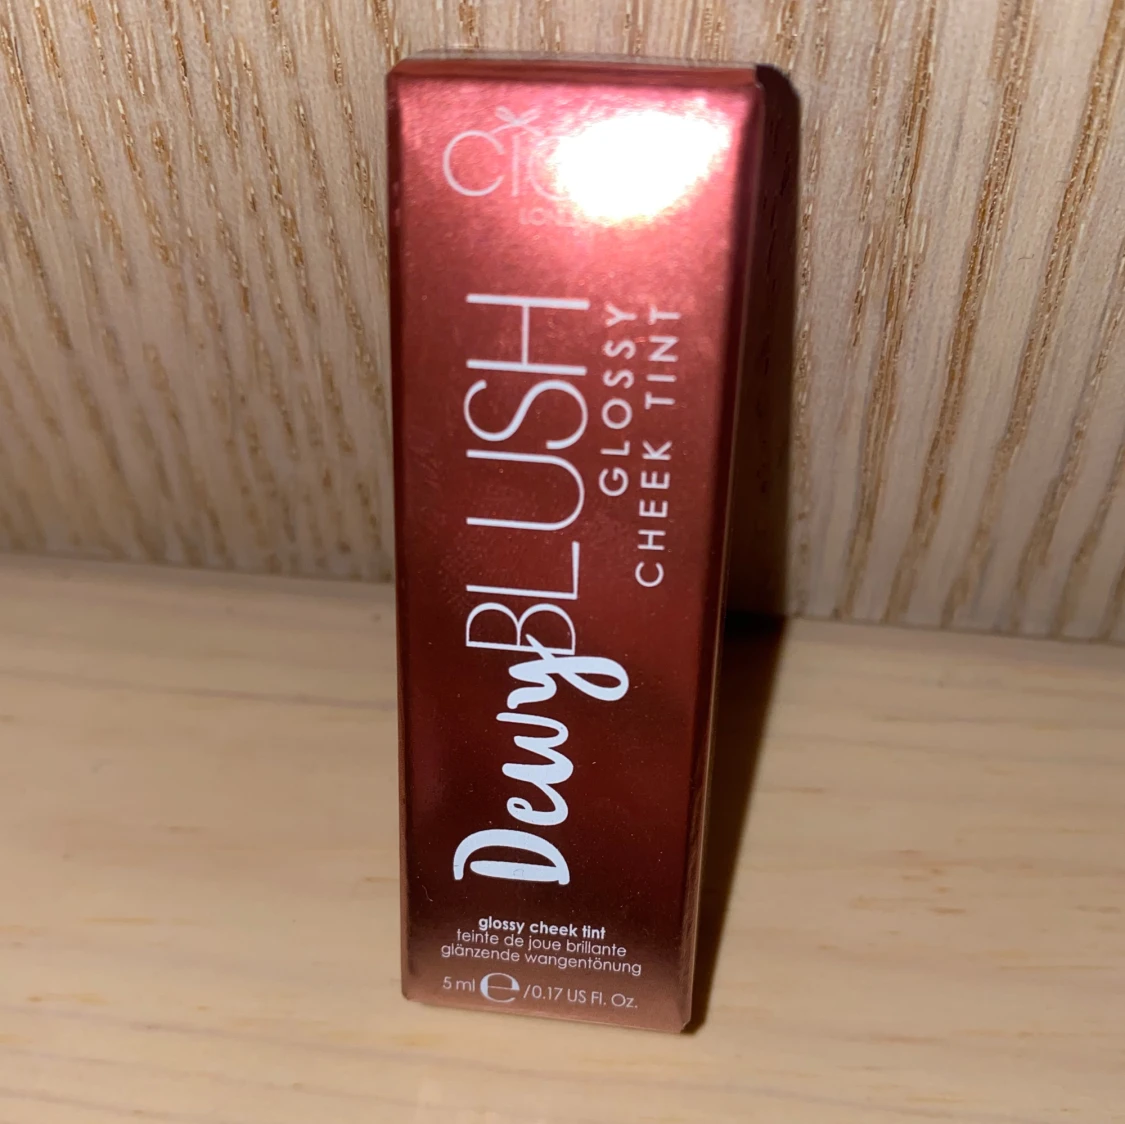 Dewy BLUSH
GLOSSY
CHEEK TINT
glossy cheek tint
teinte de joue brillante
glänzende wangentönung
5 ml e /0.17 US Fl. Oz.